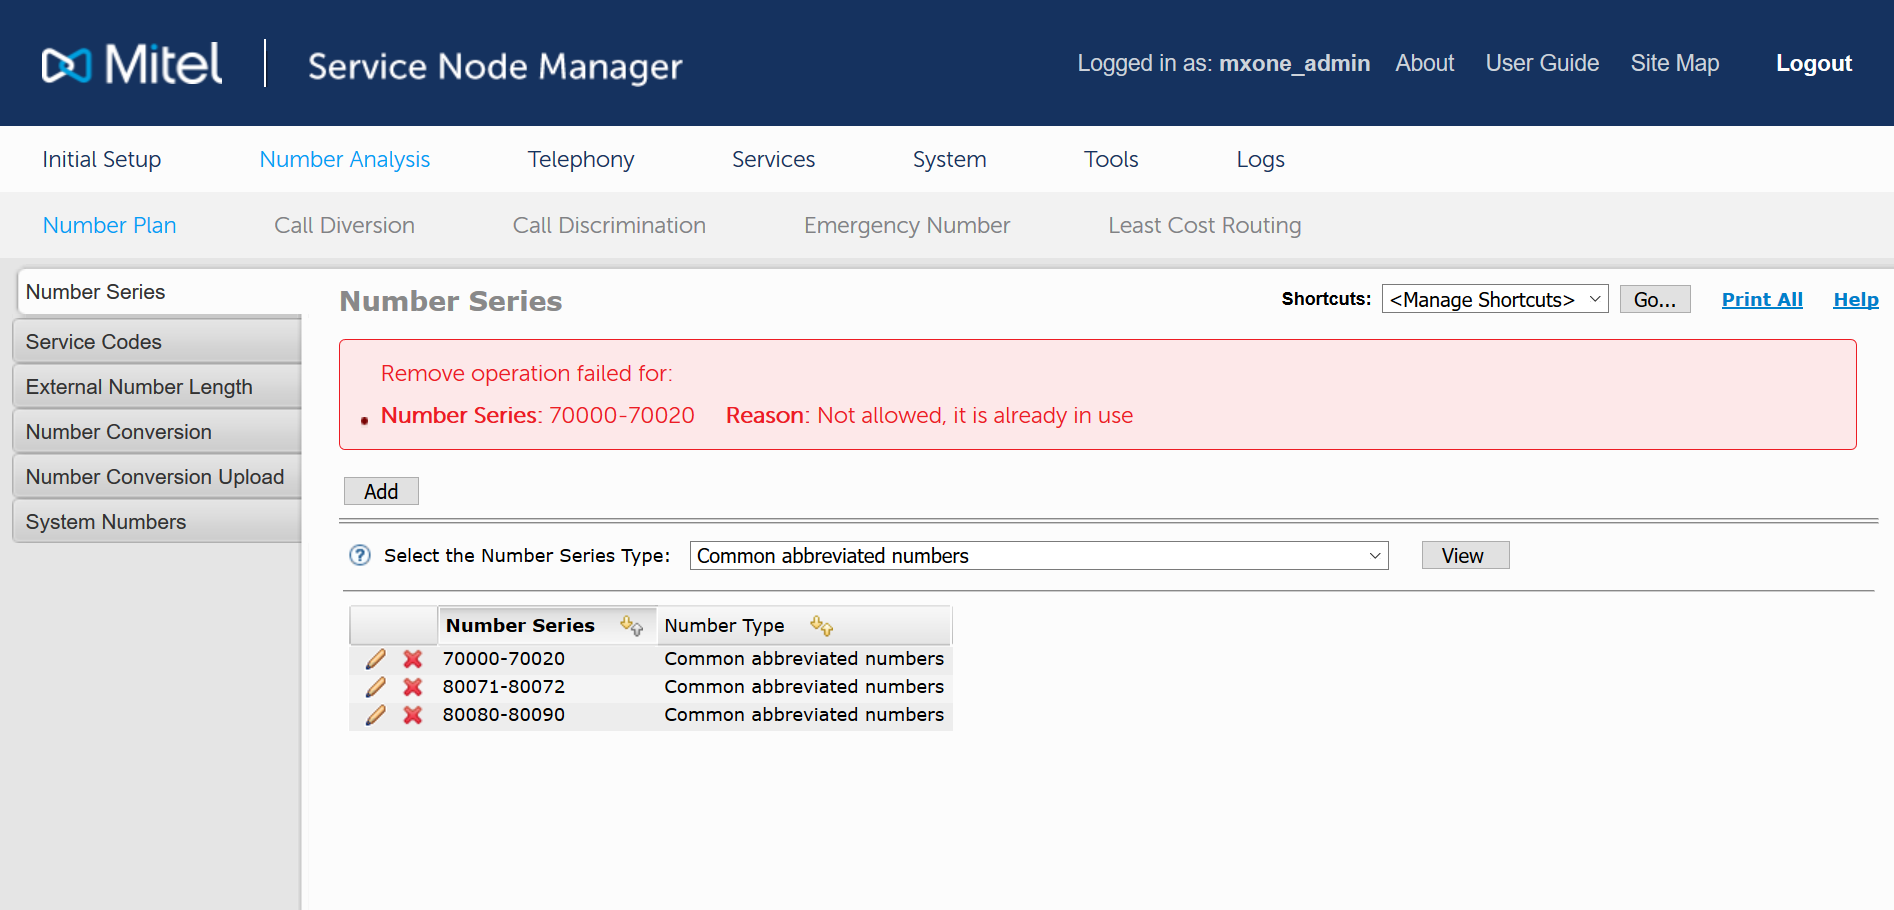 Mitel Service Node Manager Logged in as: mxone_admin About User Guide Site Map Logout
Initial Setup Number Analysis Telephony Services System Tools Logs
Number Plan Call Diversion Call Discrimination Emergency Number Least Cost Routing
Number Series
Service Codes
External Number Length
Number Conversion
Number Conversion Upload
System Numbers
Number Series Shortcuts: <Manage Shortcuts> Go... Print All Help
Remove operation failed for:
Number Series: 70000-70020 Reason: Not allowed, it is already in use
Add
? Select the Number Series Type: Common abbreviated numbers View
Number Series Number Type
70000-70020 Common abbreviated numbers
80071-80072 Common abbreviated numbers
80080-80090 Common abbreviated numbers